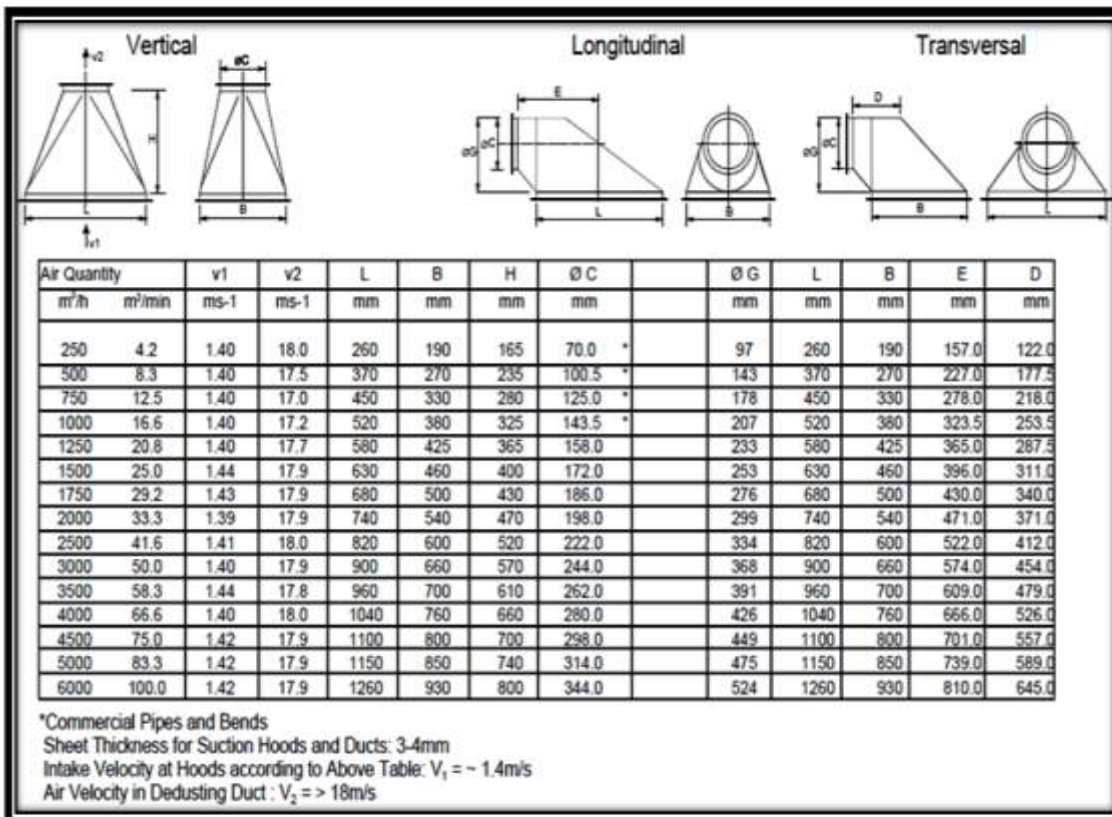 Vertical
Longitudinal
Transversal
v2
ØC
H
L
B
v1
E
ØG
ØC
L
B
D
ØG
ØC
B
L
Air Quantity v1 v2 L B H Ø C Ø G L B E D
m³/h m³/min ms-1 ms-1 mm mm mm mm mm mm mm mm mm
250 4.2 1.40 18.0 260 190 165 70.0 * 97 260 190 157.0 122.0
500 8.3 1.40 17.5 370 270 235 100.5 * 143 370 270 227.0 177.5
750 12.5 1.40 17.0 450 330 280 125.0 * 178 450 330 278.0 218.0
1000 16.6 1.40 17.2 520 380 325 143.5 * 207 520 380 323.5 253.5
1250 20.8 1.40 17.7 580 425 365 158.0 233 580 425 365.0 287.5
1500 25.0 1.44 17.9 630 460 400 172.0 253 630 460 396.0 311.0
1750 29.2 1.43 17.9 680 500 430 186.0 276 680 500 430.0 340.0
2000 33.3 1.39 17.9 740 540 470 198.0 299 740 540 471.0 371.0
2500 41.6 1.41 18.0 820 600 520 222.0 334 820 600 522.0 412.0
3000 50.0 1.40 17.9 900 660 570 244.0 368 900 660 574.0 454.0
3500 58.3 1.44 17.8 960 700 610 262.0 391 960 700 609.0 479.0
4000 66.6 1.40 18.0 1040 760 660 280.0 426 1040 760 666.0 526.0
4500 75.0 1.42 17.9 1100 800 700 298.0 449 1100 800 701.0 557.0
5000 83.3 1.42 17.9 1150 850 740 314.0 475 1150 850 739.0 589.0
6000 100.0 1.42 17.9 1260 930 800 344.0 524 1260 930 810.0 645.0
*Commercial Pipes and Bends
Sheet Thickness for Suction Hoods and Ducts: 3-4mm
Intake Velocity at Hoods according to Above Table: V₁ = ~ 1.4m/s
Air Velocity in Dedusting Duct : V₂ = > 18m/s